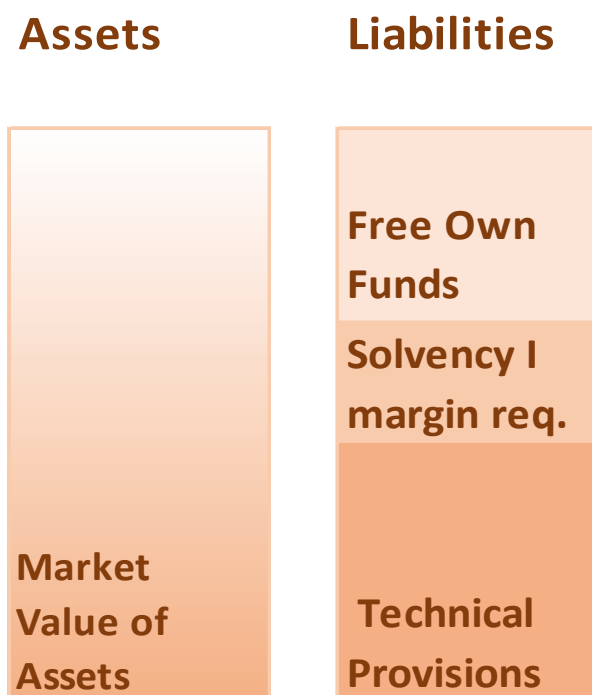 Assets
Liabilities
Free Own
Funds
Solvency I
margin req.
Market
Value of
Assets
Technical
Provisions